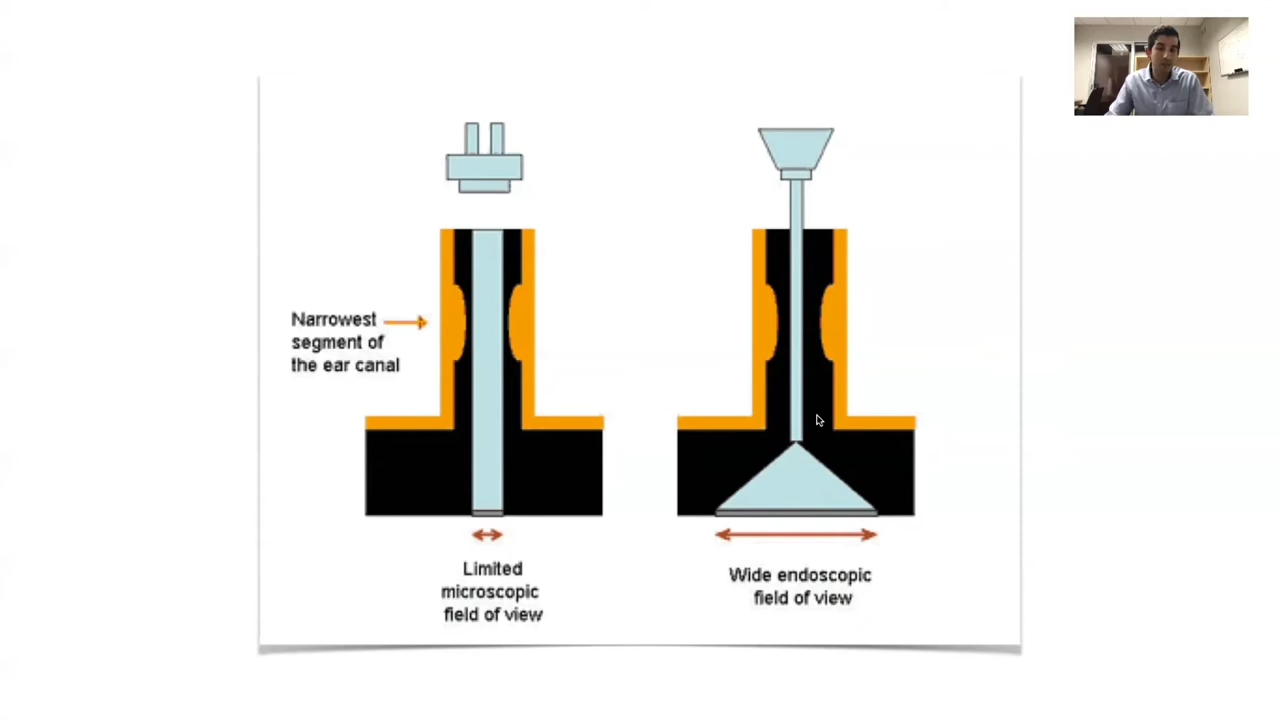 Narrowest
segment of
the ear canal
Limited
microscopic
field of view
Wide endoscopic
field of view